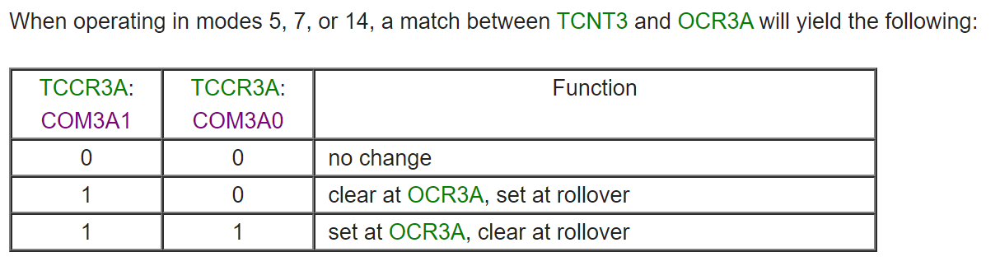 When operating in modes 5, 7, or 14, a match between TCNT3 and OCR3A will yield the following:
TCCR3A: TCCR3A: Function
COM3A1 COM3A0
0 0 no change
1 0 clear at OCR3A, set at rollover
1 1 set at OCR3A, clear at rollover